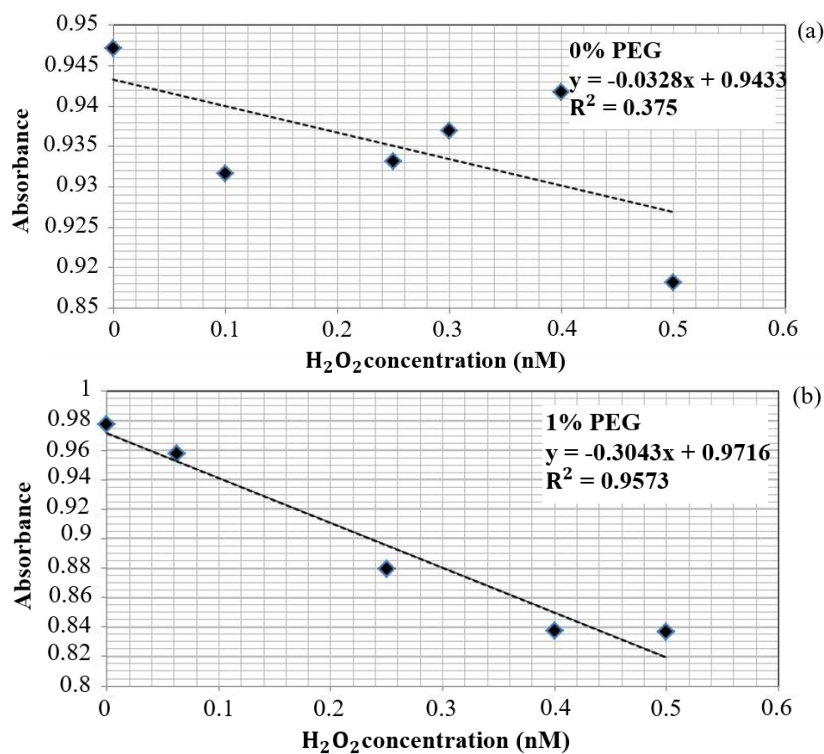 (a)
0.95
0.945
0.94
0.935
0.93
0.925
0.92
0.85
Absorbance
0% PEG
y = -0.0328x + 0.9433
R² = 0.375
0 0.1 0.2 0.3 0.4 0.5 0.6
H₂O₂concentration (nM)
(b)
1
0.98
0.96
0.94
0.92
0.9
0.88
0.86
0.84
0.82
0.8
Absorbance
1% PEG
y = -0.3043x + 0.9716
R² = 0.9573
0 0.1 0.2 0.3 0.4 0.5 0.6
H₂O₂concentration (nM)